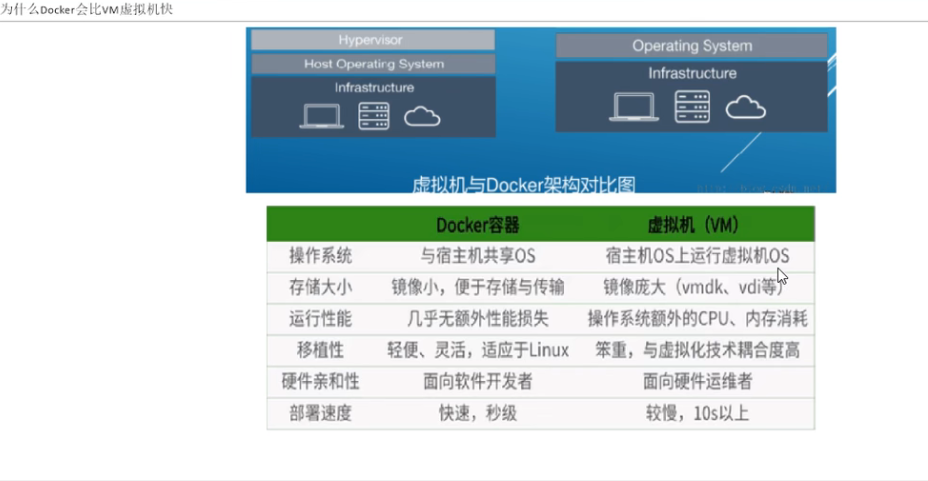 为什么Docker会比VM虚拟机快
Hypervisor
Host Operating System
Infrastructure
Operating System
Infrastructure
虚拟机与Docker架构对比图
Docker容器 虚拟机（VM）
操作系统 与宿主机共享OS 宿主机OS上运行虚拟机OS
存储大小 镜像小，便于存储与传输 镜像庞大（vmdk、vdi等）
运行性能 几乎无额外性能损失 操作系统额外的CPU、内存消耗
移植性 轻便、灵活，适应于Linux 笨重，与虚拟化技术耦合度高
硬件亲和性 面向软件开发者 面向硬件运维者
部署速度 快速，秒级 较慢，10s以上